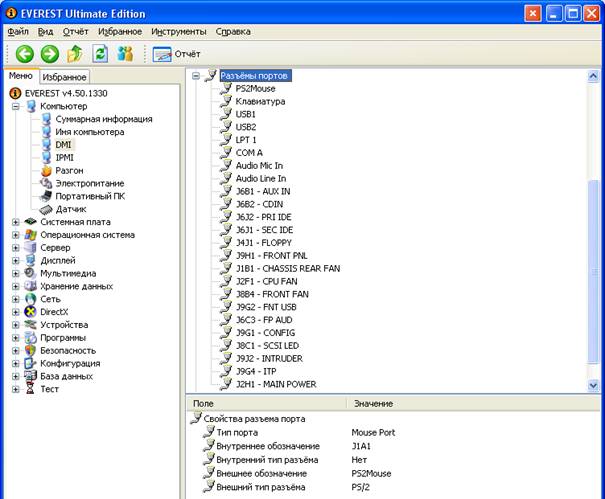 EVEREST Ultimate Edition
Файл Вид Отчёт Избранное Инструменты Справка
Отчёт
Меню Избранное
EVEREST v4.50.1330
Компьютер
Суммарная информация
Имя компьютера
DMI
IPMI
Разгон
Электропитание
Портативный ПК
Датчик
Системная плата
Операционная система
Сервер
Дисплей
Мультимедиа
Хранение данных
Сеть
DirectX
Устройства
Программы
Безопасность
Конфигурация
База данных
Тест
Разъёмы портов
PS2Mouse
Клавиатура
USB1
USB2
LPT 1
COM A
Audio Mic In
Audio Line In
J6B1 - AUX IN
J6B2 - CDIN
J6J2 - PRI IDE
J6J1 - SEC IDE
J4J1 - FLOPPY
J9H1 - FRONT PNL
J1B1 - CHASSIS REAR FAN
J2F1 - CPU FAN
J8B4 - FRONT FAN
J9G2 - FNT USB
J6C3 - FP AUD
J9G1 - CONFIG
J8C1 - SCSI LED
J9J2 - INTRUDER
J9G4 - ITP
J2H1 - MAIN POWER
Поле Значение
Свойства разъема порта
Тип порта Mouse Port
Внутреннее обозначение J1A1
Внутренний тип разъёма Нет
Внешнее обозначение PS2Mouse
Внешний тип разъёма PS/2